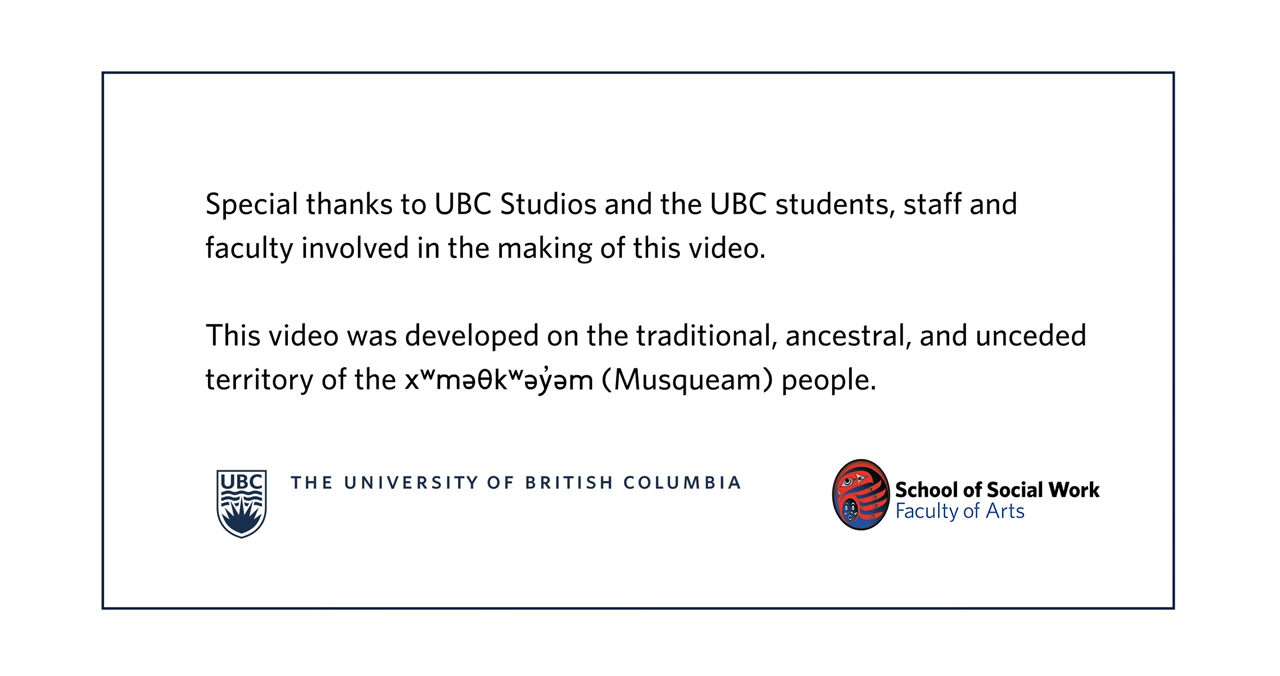 Special thanks to UBC Studios and the UBC students, staff and
faculty involved in the making of this video.
This video was developed on the traditional, ancestral, and unceded
territory of the xʷməθkʷəy̓əm (Musqueam) people.
UBC
THE UNIVERSITY OF BRITISH COLUMBIA
School of Social Work
Faculty of Arts